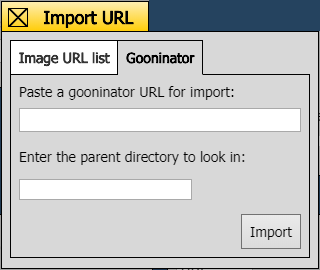 Import URL
Image URL list Gooninator
Paste a gooninator URL for import:
Enter the parent directory to look in:
Import